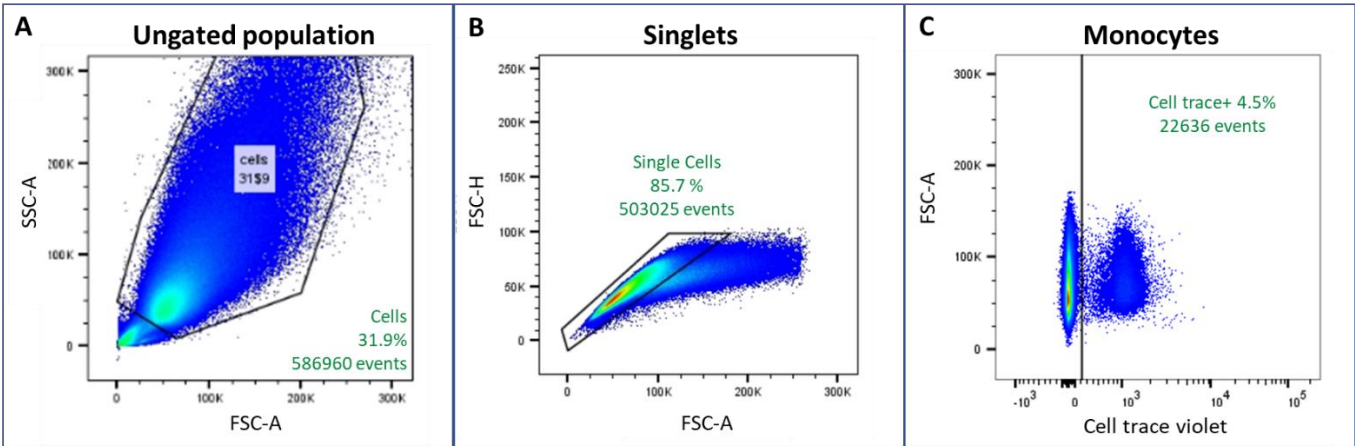 A
Ungated population
300K
200K
100K
0
SSC-A
cells
31$9
Cells
31.9%
586960 events
0
100K
200K
300K
FSC-A
B
Singlets
250K
200K
150K
100K
50K
0
FSC-H
Single Cells
85.7 %
503025 events
0
100K
200K
300K
FSC-A
C
Monocytes
300K
200K
100K
0
FSC-A
Cell trace+ 4.5%
22636 events
-10³
0
10³
10⁴
10⁵
Cell trace violet